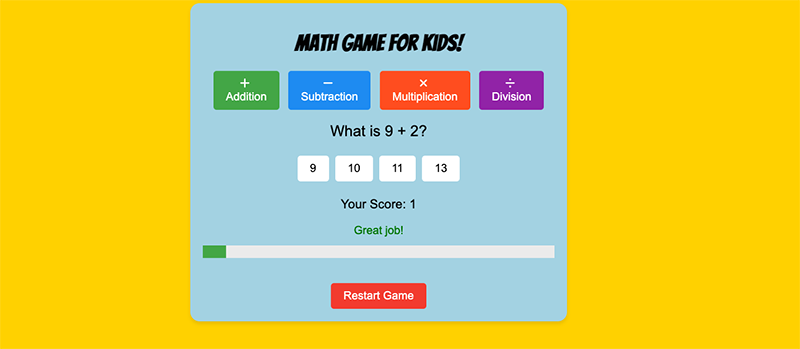 MATH GAME FOR KIDS!
+ − × ÷
Addition Subtraction Multiplication Division
What is 9 + 2?
9 10 11 13
Your Score: 1
Great job!
Restart Game